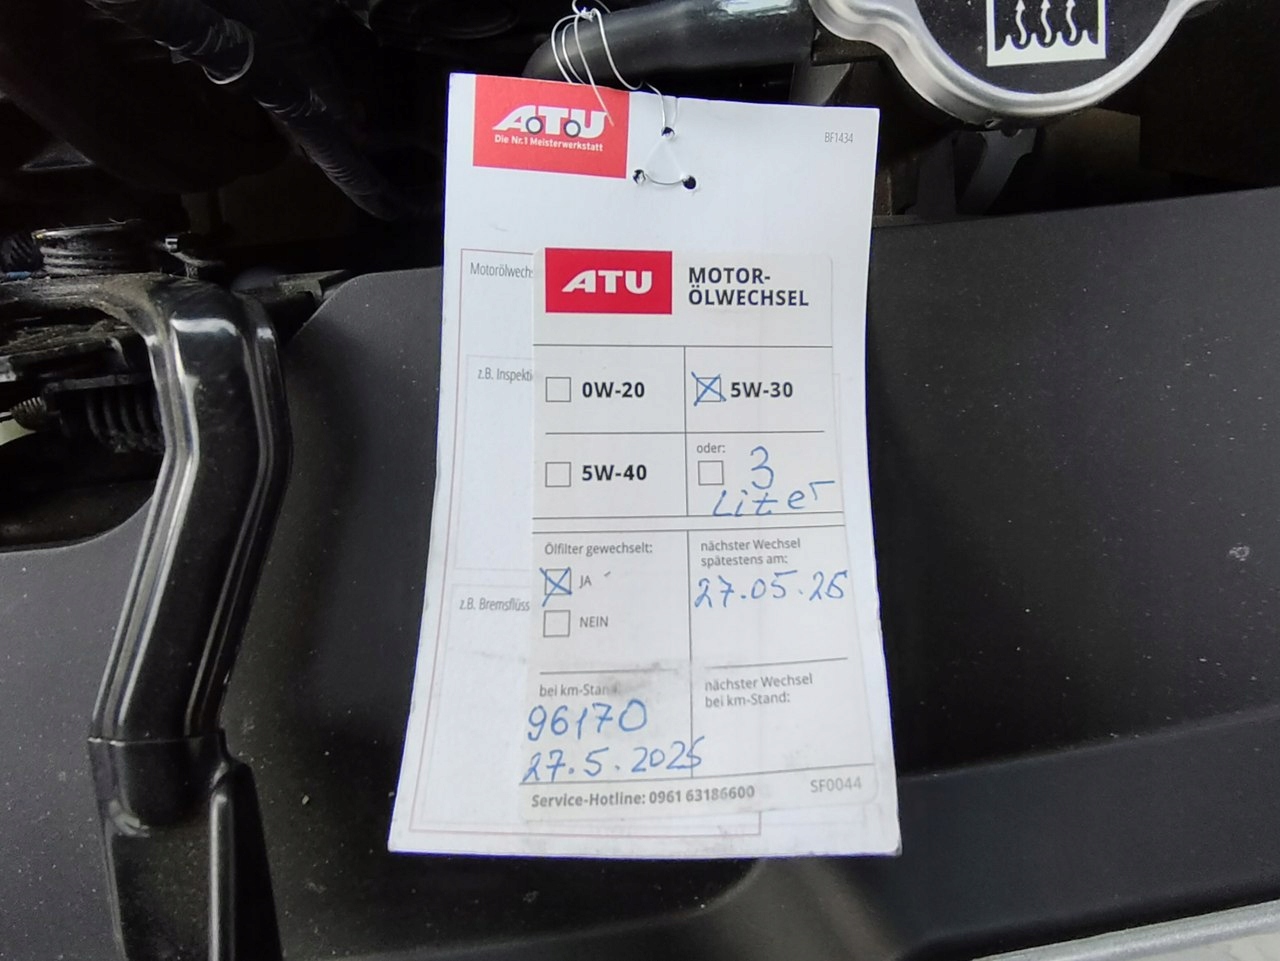 ATU
Die Nr.1 Meisterwerkstatt
BF1434
Motorölwechs
z.B. Inspekti
z.B. Bremsflüss
ATU
MOTOR-
ÖLWECHSEL
0W-20
5W-30
5W-40
oder:
3
Liter
Ölfilter gewechselt:
JA
NEIN
nächster Wechsel
spätestens am:
27.05.26
bei km-Stand
96170
27.5.2025
nächster Wechsel
bei km-Stand:
Service-Hotline: 0961 63186600
SF0044